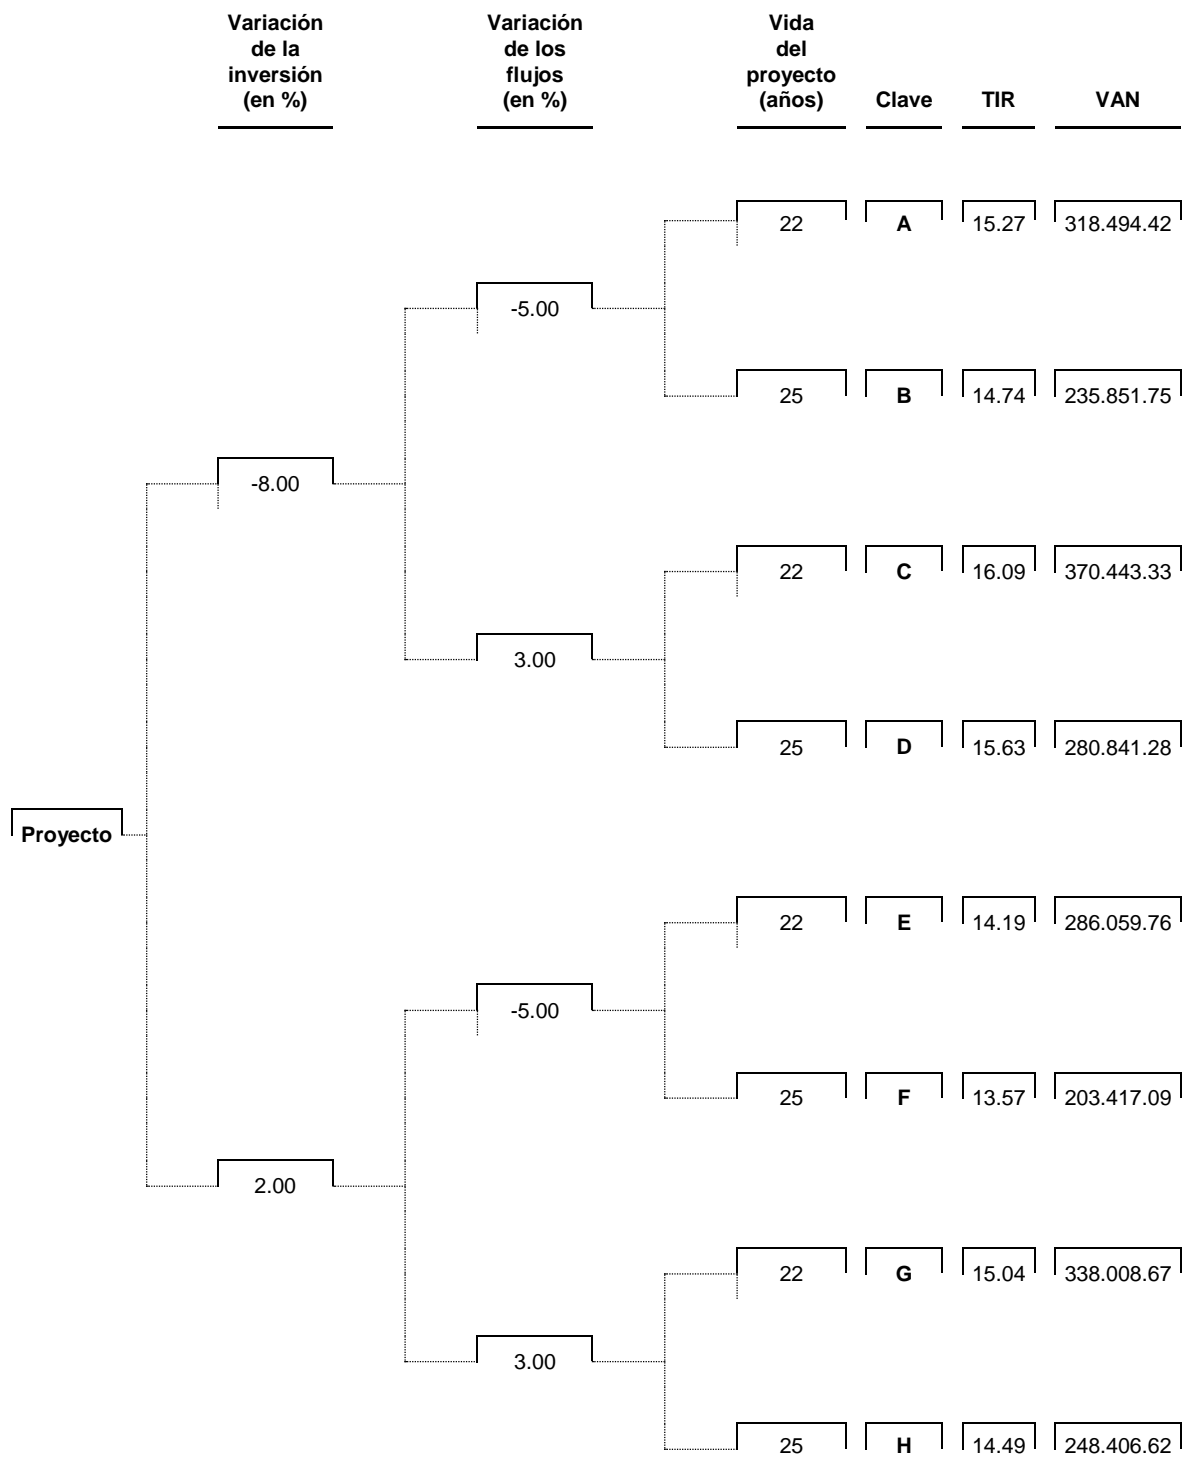 Variación de la inversión (en %)
Variación de los flujos (en %)
Vida del proyecto (años)
Clave
TIR
VAN
22 A 15.27 318.494.42
-5.00
25 B 14.74 235.851.75
-8.00
22 C 16.09 370.443.33
3.00
25 D 15.63 280.841.28
Proyecto
22 E 14.19 286.059.76
-5.00
25 F 13.57 203.417.09
2.00
22 G 15.04 338.008.67
3.00
25 H 14.49 248.406.62